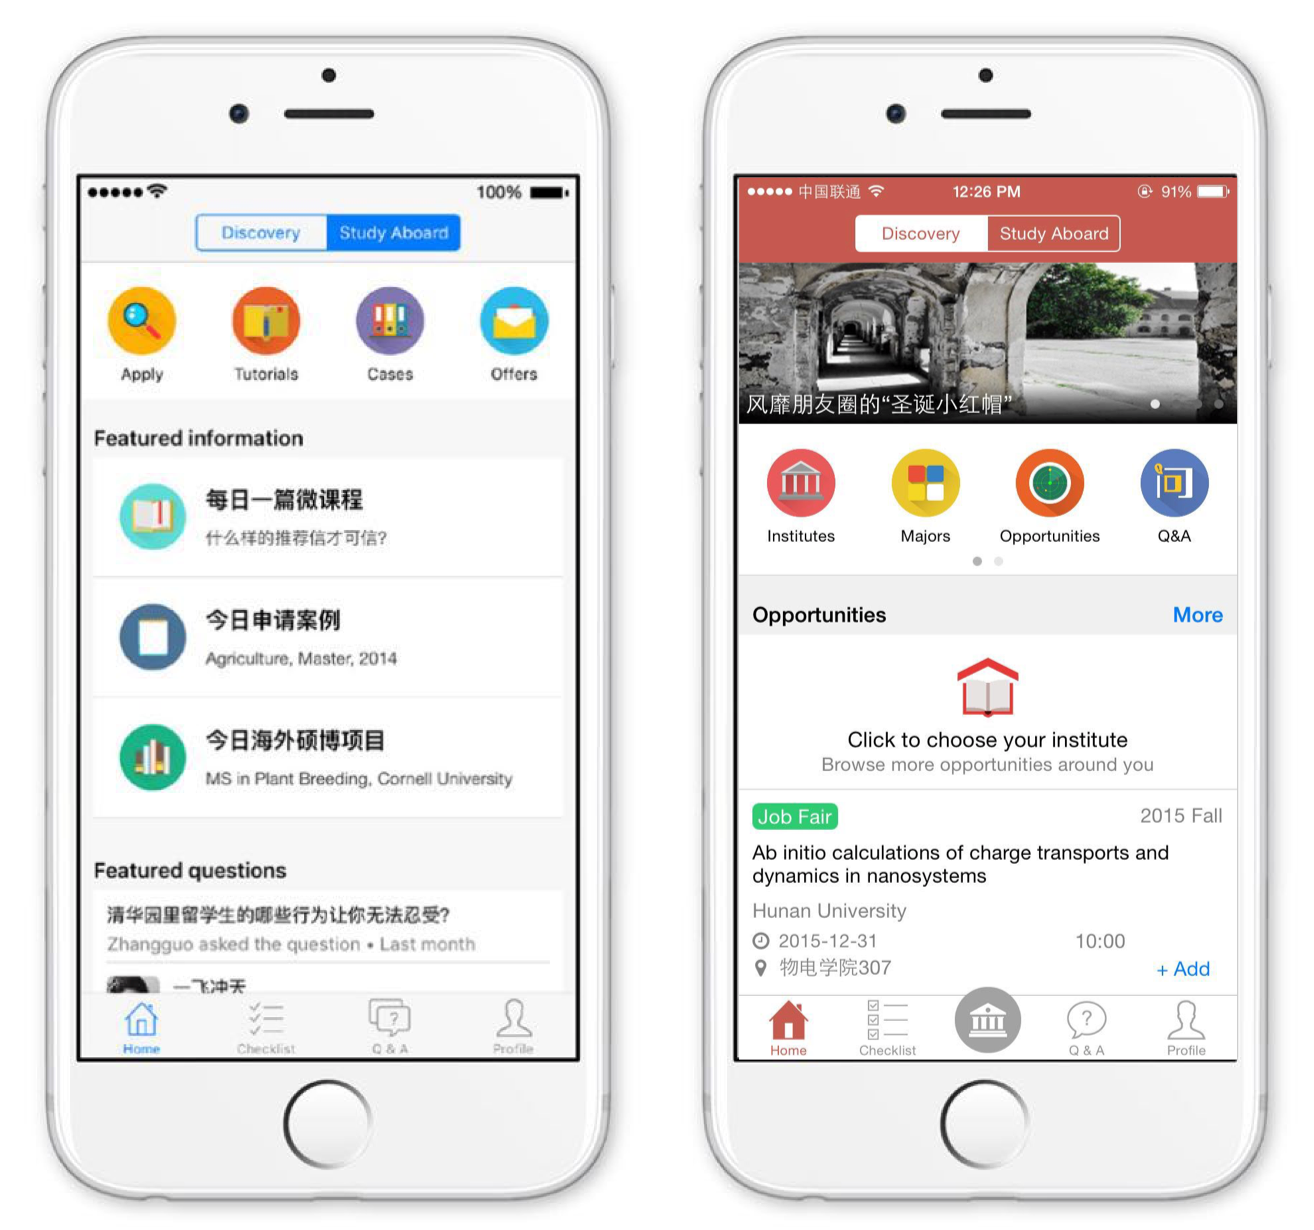 100%
Discovery
Study Aboard
Apply
Tutorials
Cases
Offers
Featured information
每日一篇微课程
什么样的推荐信才可信?
今日申请案例
Agriculture, Master, 2014
今日海外硕博项目
MS in Plant Breeding, Cornell University
Featured questions
清华园里留学生的哪些行为让你无法忍受?
Zhangguo asked the question • Last month
一飞冲天
Home
Checklist
Q & A
Profile
中国联通
12:26 PM
91%
Discovery
Study Aboard
风靡朋友圈的“圣诞小红帽”
Institutes
Majors
Opportunities
Q&A
Opportunities
More
Click to choose your institute
Browse more opportunities around you
Job Fair
2015 Fall
Ab initio calculations of charge transports and
dynamics in nanosystems
Hunan University
2015-12-31
10:00
物电学院307
+ Add
Home
Checklist
Q & A
Profile